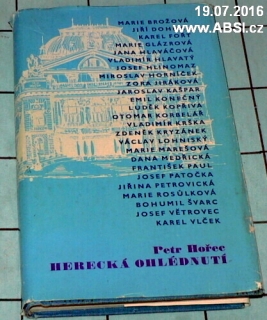 19.07.2016
www.ABSI.cz
MARIE BROŽOVÁ
JIŘÍ DOH
KAREL FORT
MARIE GLÁZROVÁ
JANA HLAVÁČOVÁ
VLADIMÍR HLAVATÝ
JOSEF HLINOMAZ
MIROSLAV HORNÍČEK
ZORA JIRÁKOVÁ
JAROSLAV KAŠPAR
EMIL KONEČNÝ
LUDĚK KOPŘIVA
OTOMAR KORBELÁŘ
VLADIMÍR KRŠKA
ZDENĚK KRYZÁNEK
VÁCLAV LOHNISKÝ
MARIE MAREŠOVÁ
DANA MEDŘICKÁ
FRANTIŠEK PAUL
JOSEF PATOČKA
JIŘINA PETROVICKÁ
MARIE ROSŮLKOVÁ
BOHUMIL ŠVARC
JOSEF VĚTROVEC
KAREL VLČEK
Petr Hořec
HERECKÁ OHLÉDNUTÍ